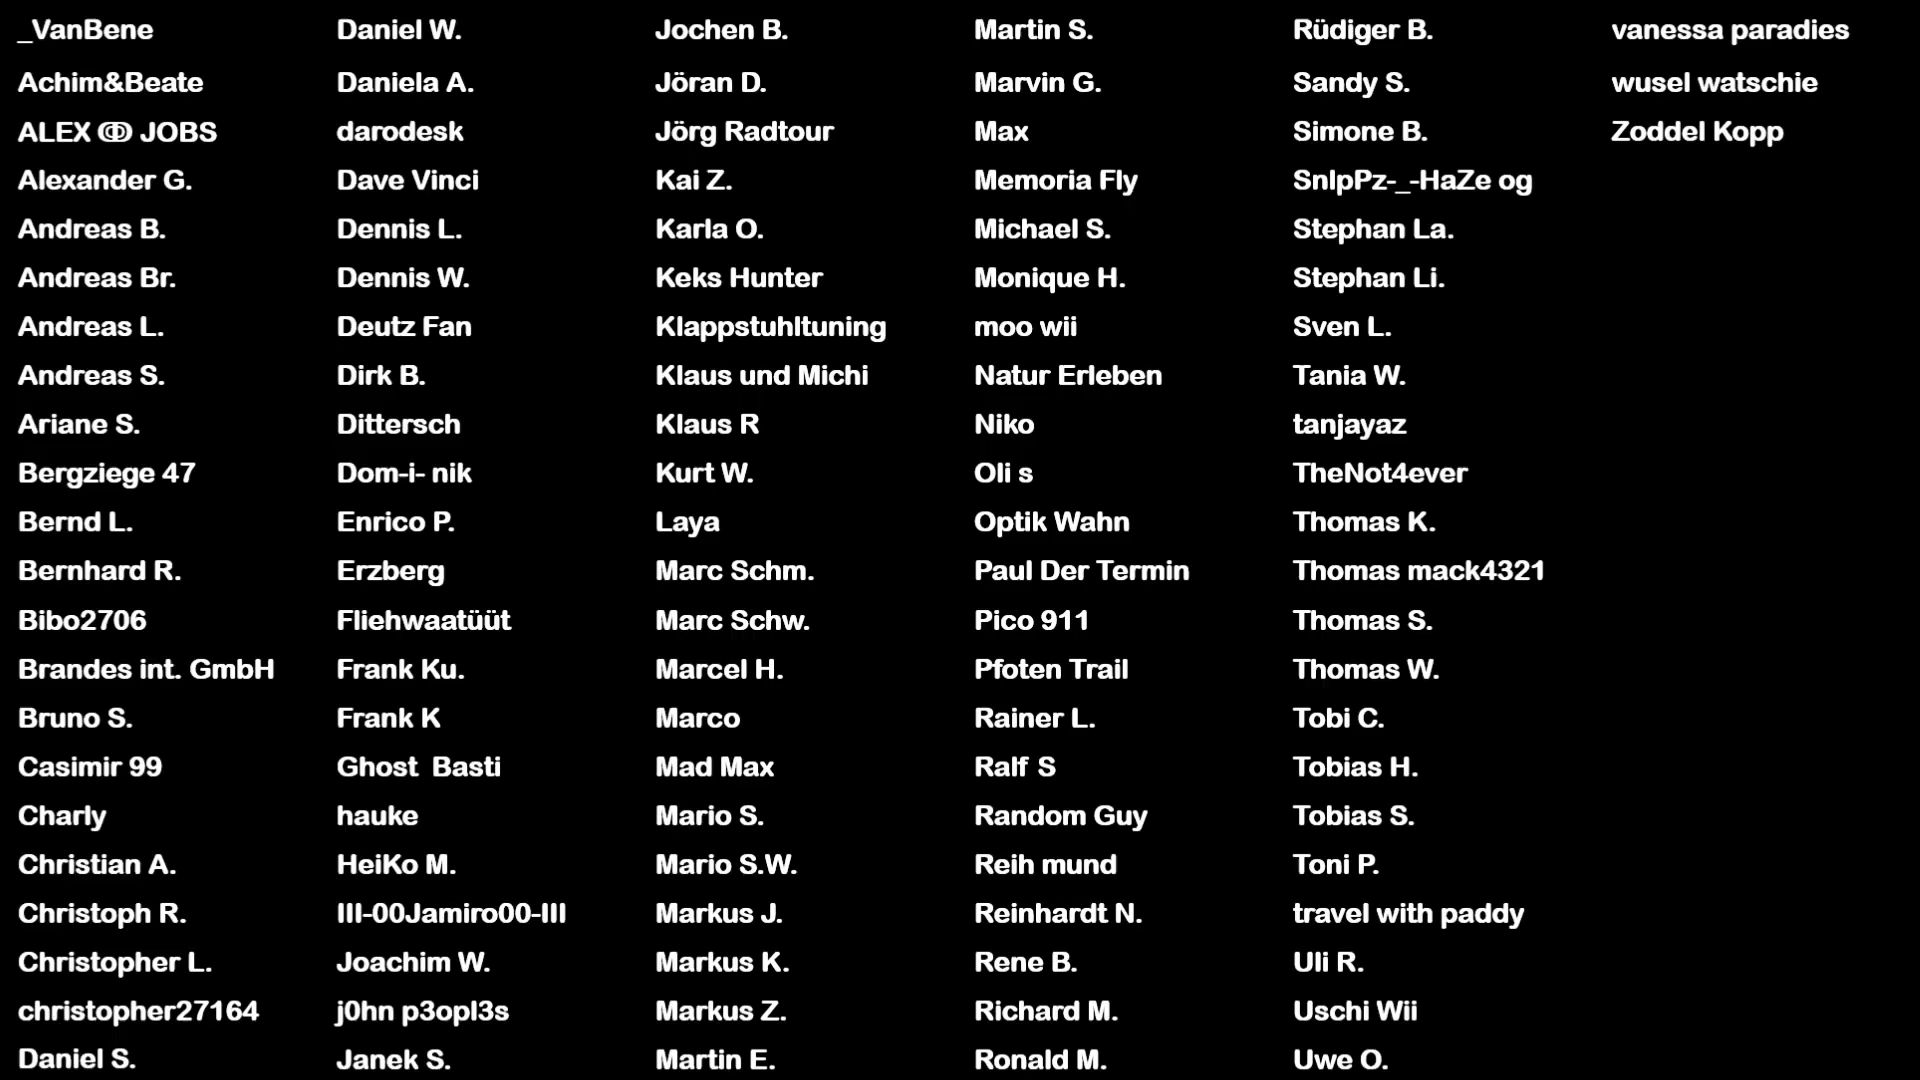 _VanBene
Achim&Beate
ALEX ↂ JOBS
Alexander G.
Andreas B.
Andreas Br.
Andreas L.
Andreas S.
Ariane S.
Bergziege 47
Bernd L.
Bernhard R.
Bibo2706
Brandes int. GmbH
Bruno S.
Casimir 99
Charly
Christian A.
Christoph R.
Christopher L.
christopher27164
Daniel S.
Daniel W.
Daniela A.
darodesk
Dave Vinci
Dennis L.
Dennis W.
Deutz Fan
Dirk B.
Dittersch
Dom-i- nik
Enrico P.
Erzberg
Fliehwaatüüt
Frank Ku.
Frank K
Ghost  Basti
hauke
HeiKo M.
III-00Jamiro00-III
Joachim W.
j0hn p3opl3s
Janek S.
Jochen B.
Jöran D.
Jörg Radtour
Kai Z.
Karla O.
Keks Hunter
Klappstuhltuning
Klaus und Michi
Klaus R
Kurt W.
Laya
Marc Schm.
Marc Schw.
Marcel H.
Marco
Mad Max
Mario S.
Mario S.W.
Markus J.
Markus K.
Markus Z.
Martin E.
Martin S.
Marvin G.
Max
Memoria Fly
Michael S.
Monique H.
moo wii
Natur Erleben
Niko
Oli s
Optik Wahn
Paul Der Termin
Pico 911
Pfoten Trail
Rainer L.
Ralf S
Random Guy
Reih mund
Reinhardt N.
Rene B.
Richard M.
Ronald M.
Rüdiger B.
Sandy S.
Simone B.
SnIpPz-_-HaZe og
Stephan La.
Stephan Li.
Sven L.
Tania W.
tanjayaz
TheNot4ever
Thomas K.
Thomas mack4321
Thomas S.
Thomas W.
Tobi C.
Tobias H.
Tobias S.
Toni P.
travel with paddy
Uli R.
Uschi Wii
Uwe O.
vanessa paradies
wusel watschie
Zoddel Kopp